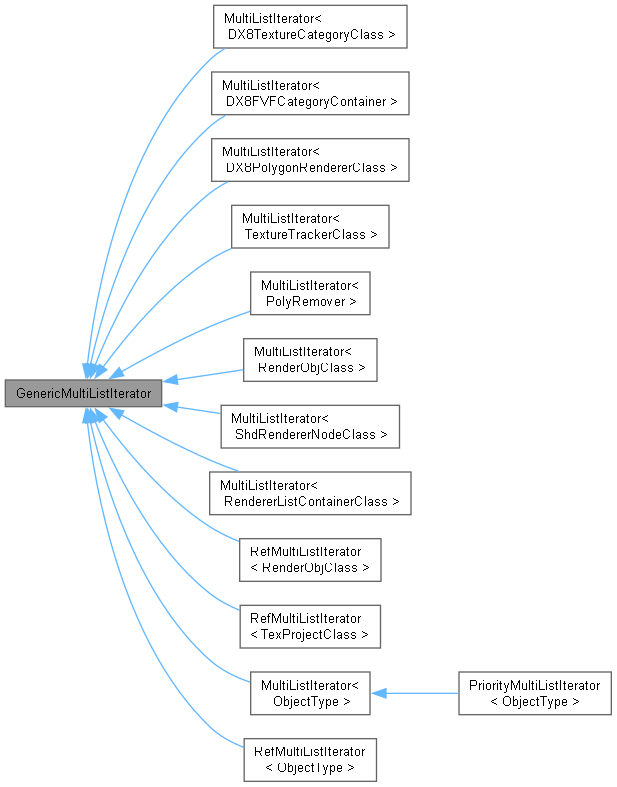 MultiListIterator<
DX8TextureCategoryClass >
MultiListIterator<
DX8FVFCategoryContainer >
MultiListIterator<
DX8PolygonRendererClass >
MultiListIterator<
TextureTrackerClass >
MultiListIterator<
PolyRemover >
MultiListIterator<
RenderObjClass >
GenericMultiListIterator
MultiListIterator<
ShdRendererNodeClass >
MultiListIterator<
RendererListContainerClass >
RefMultiListIterator
< RenderObjClass >
RefMultiListIterator
< TexProjectClass >
MultiListIterator<
ObjectType >
PriorityMultiListIterator
< ObjectType >
RefMultiListIterator
< ObjectType >